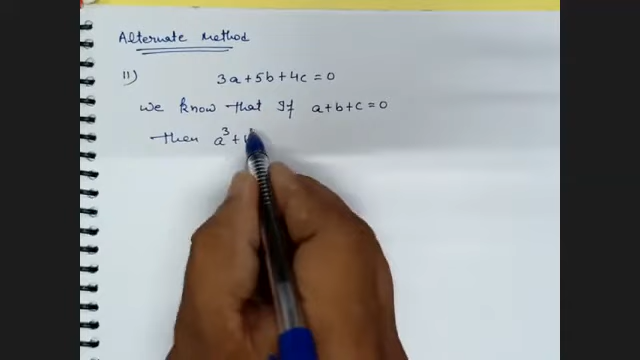 Alternate Method
11) 3a+5b+4c=0
We know that If a+b+c=0
Then a³+